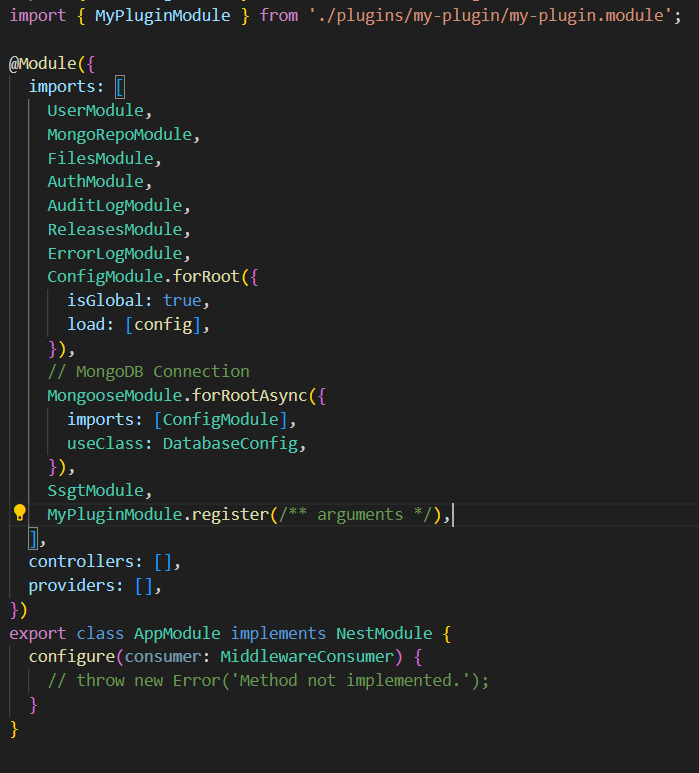 import { MyPluginModule } from './plugins/my-plugin/my-plugin.module';
@Module({
imports: [
UserModule,
MongoRepoModule,
FilesModule,
AuthModule,
AuditLogModule,
ReleasesModule,
ErrorLogModule,
ConfigModule.forRoot({
isGlobal: true,
load: [config],
}),
// MongoDB Connection
MongooseModule.forRootAsync({
imports: [ConfigModule],
useClass: DatabaseConfig,
}),
SsgtModule,
MyPluginModule.register(/** arguments */),
],
controllers: [],
providers: [],
})
export class AppModule implements NestModule {
configure(consumer: MiddlewareConsumer) {
// throw new Error('Method not implemented.');
}
}